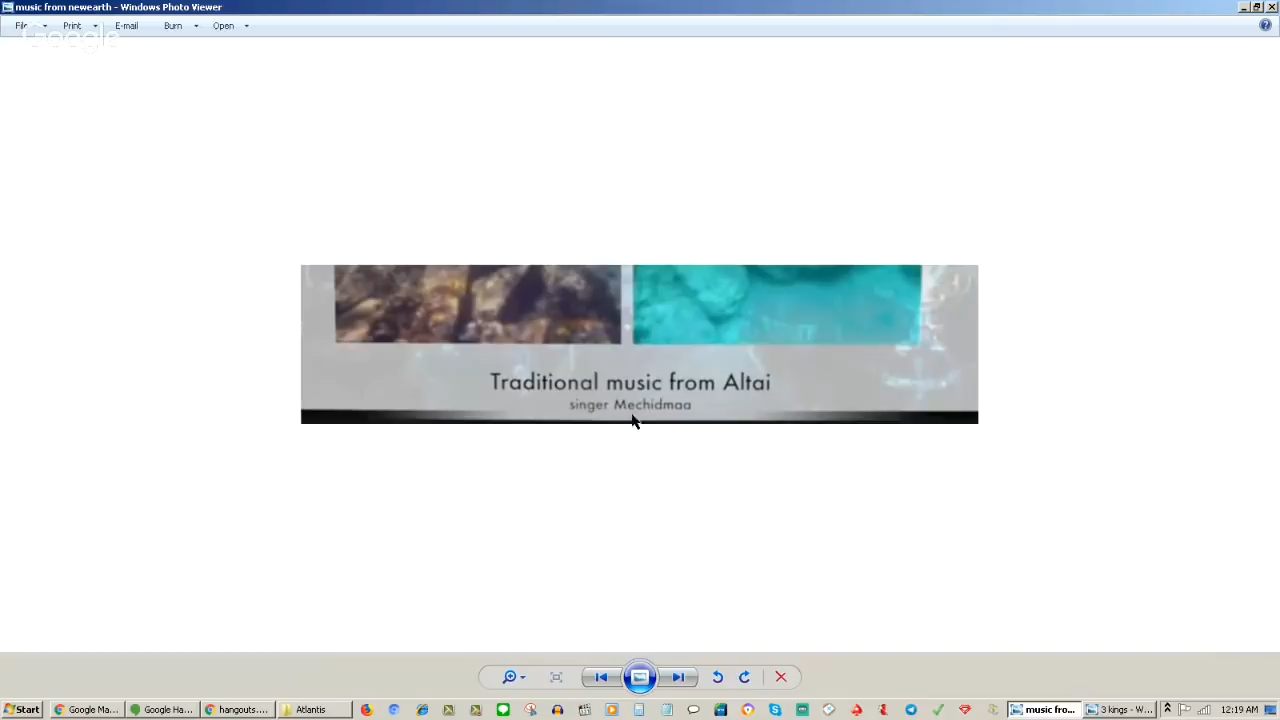 music from newearth - Windows Photo Viewer
File Print E-mail Burn Open
Google
Traditional music from Altai
singer Mechidmaa
Start Google Ma... Google Ha... hangouts.... Atlantis music fro... 3 kings - W... 12:19 AM